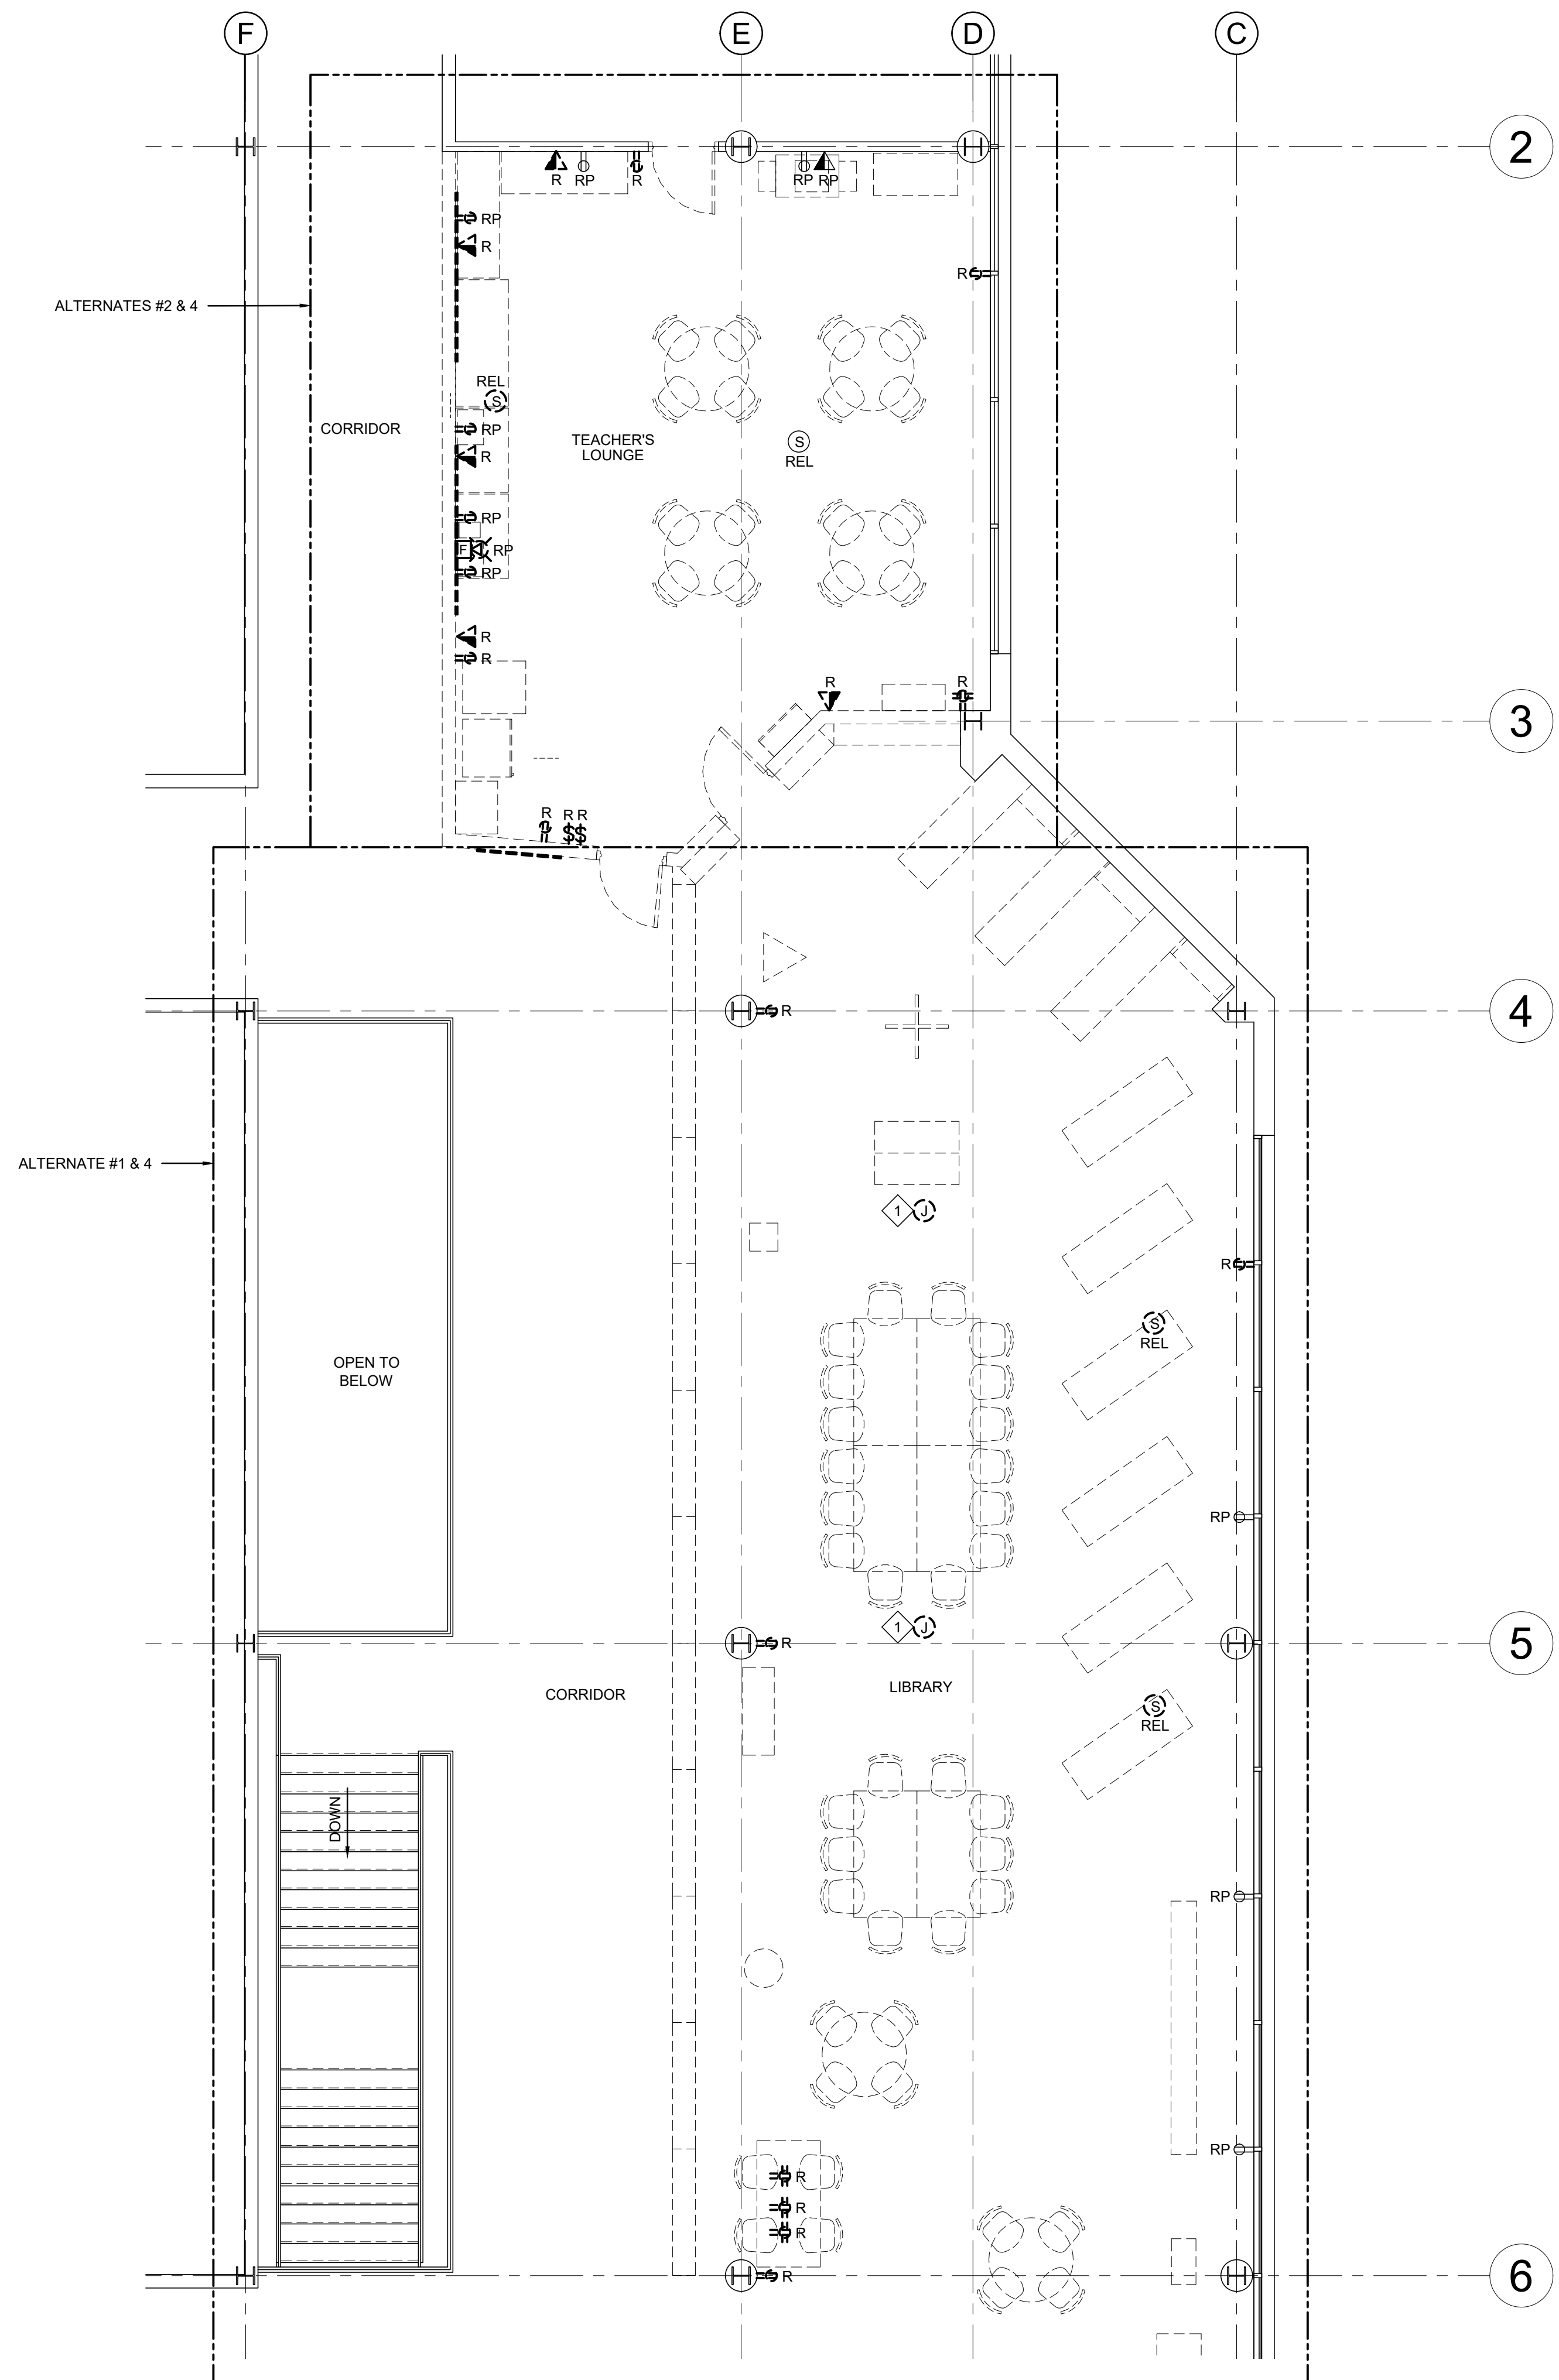 F
E
D
C
2
R
RP
R
RP
RP
RP
R
R
ALTERNATES #2 & 4
REL
S
CORRIDOR
RP
TEACHER'S
LOUNGE
S
REL
R
RP
F
RP
RP
R
R
R
R
3
R
R
R
$
$
4
R
ALTERNATE #1 & 4
1
J
R
S
REL
OPEN TO
BELOW
RP
1
J
5
R
LIBRARY
CORRIDOR
S
REL
DOWN
RP
RP
R
R
R
6
R